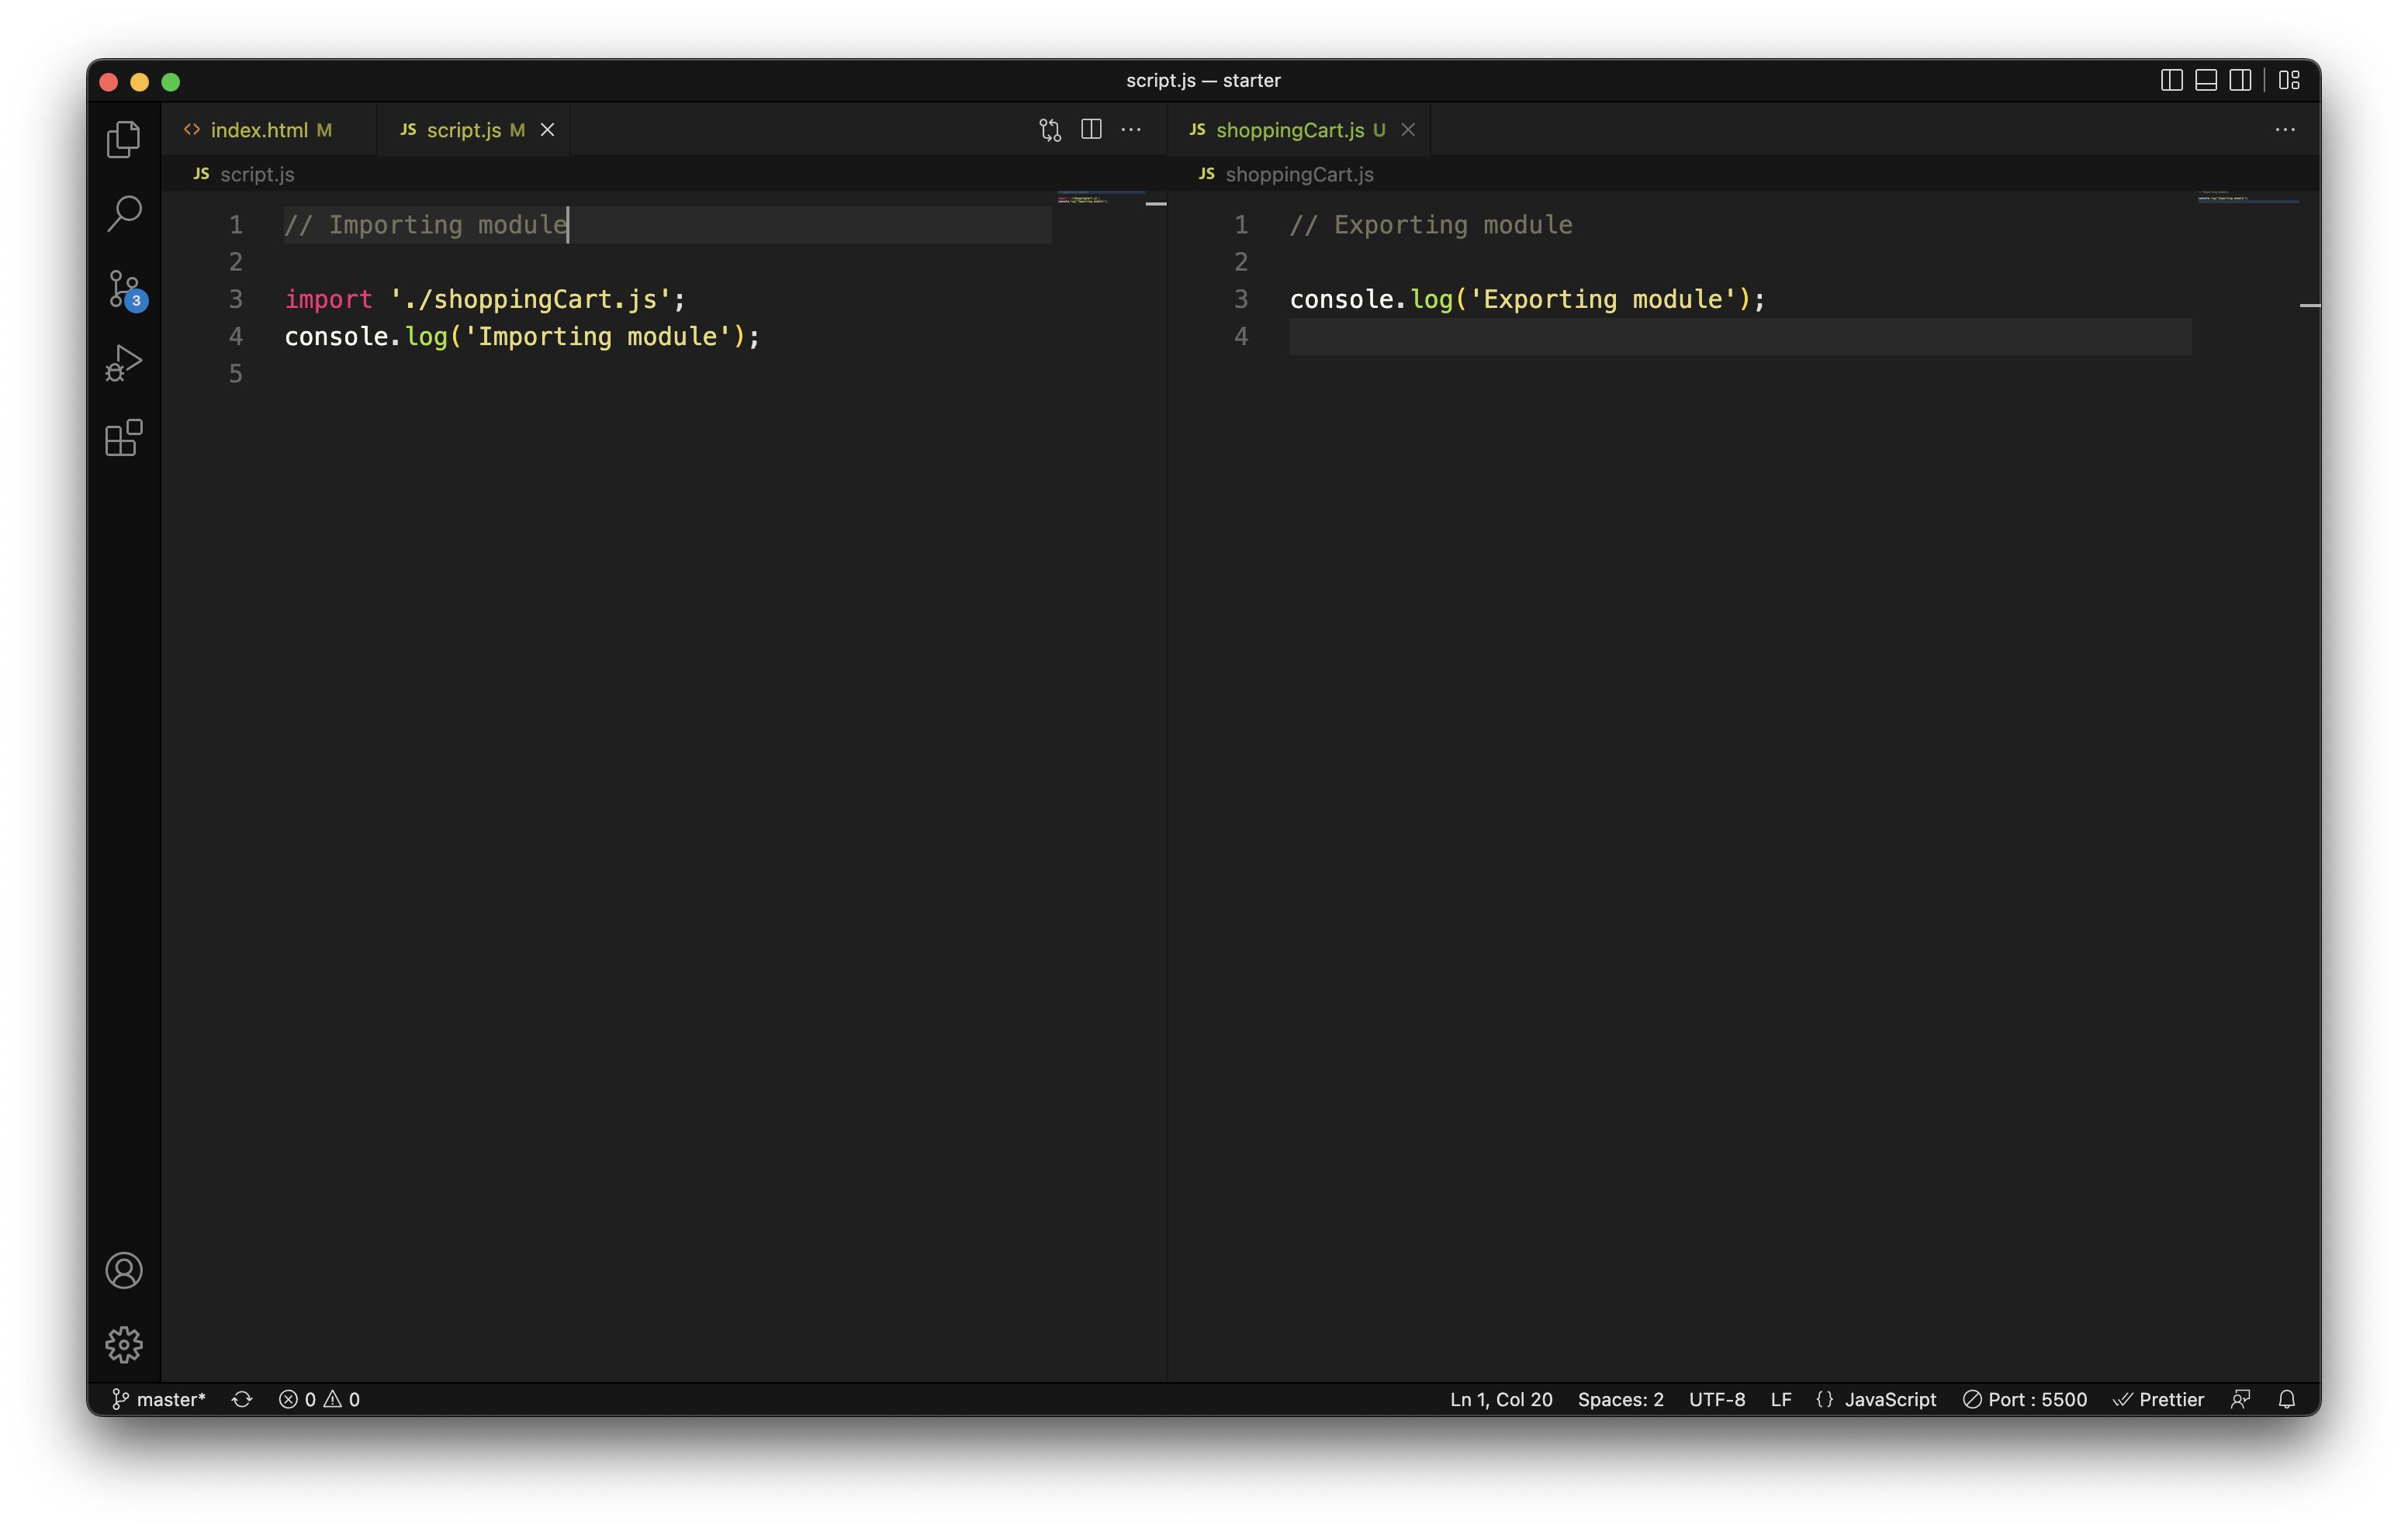 script.js — starter
index.html M
JS script.js M
JS script.js
1 // Importing module
2
3 import './shoppingCart.js';
4 console.log('Importing module');
5
JS shoppingCart.js U
JS shoppingCart.js
1 // Exporting module
2
3 console.log('Exporting module');
4
3
master* 0 0 Ln 1, Col 20 Spaces: 2 UTF-8 LF {} JavaScript Port : 5500 Prettier